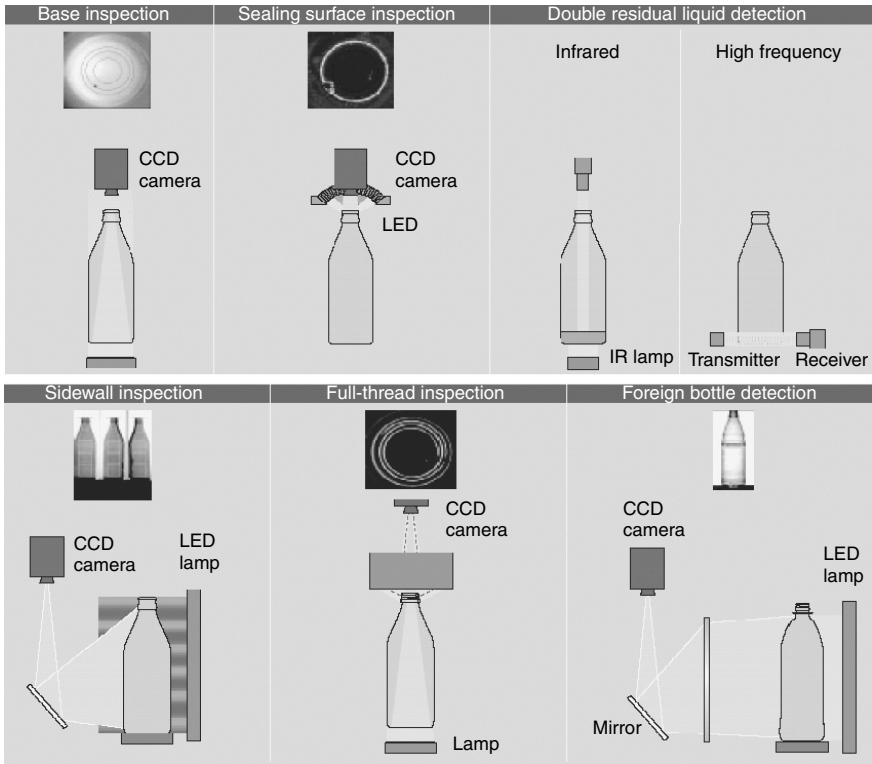 Base inspection
Sealing surface inspection
Double residual liquid detection
Infrared
High frequency
CCD
camera
CCD
camera
LED
IR lamp
Transmitter
Receiver
Sidewall inspection
Full-thread inspection
Foreign bottle detection
CCD
camera
LED
lamp
CCD
camera
Lamp
CCD
camera
LED
lamp
Mirror